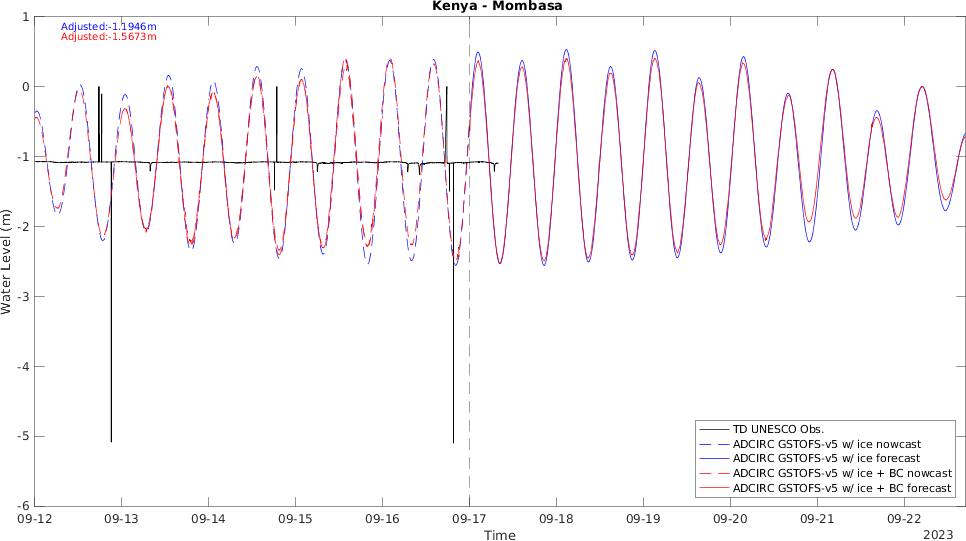 Kenya - Mombasa
Adjusted:-1.1946m
Adjusted:-1.5673m
1
0
-1
-2
-3
-4
-5
-6
Water Level (m)
TD UNESCO Obs.
ADCIRC GSTOFS-v5 w/ ice nowcast
ADCIRC GSTOFS-v5 w/ ice forecast
ADCIRC GSTOFS-v5 w/ ice + BC nowcast
ADCIRC GSTOFS-v5 w/ ice + BC forecast
09-12 09-13 09-14 09-15 09-16 09-17 09-18 09-19 09-20 09-21 09-22
Time
2023